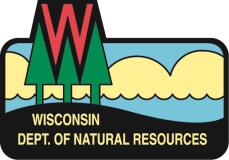 W
WISCONSIN
DEPT. OF NATURAL RESOURCES